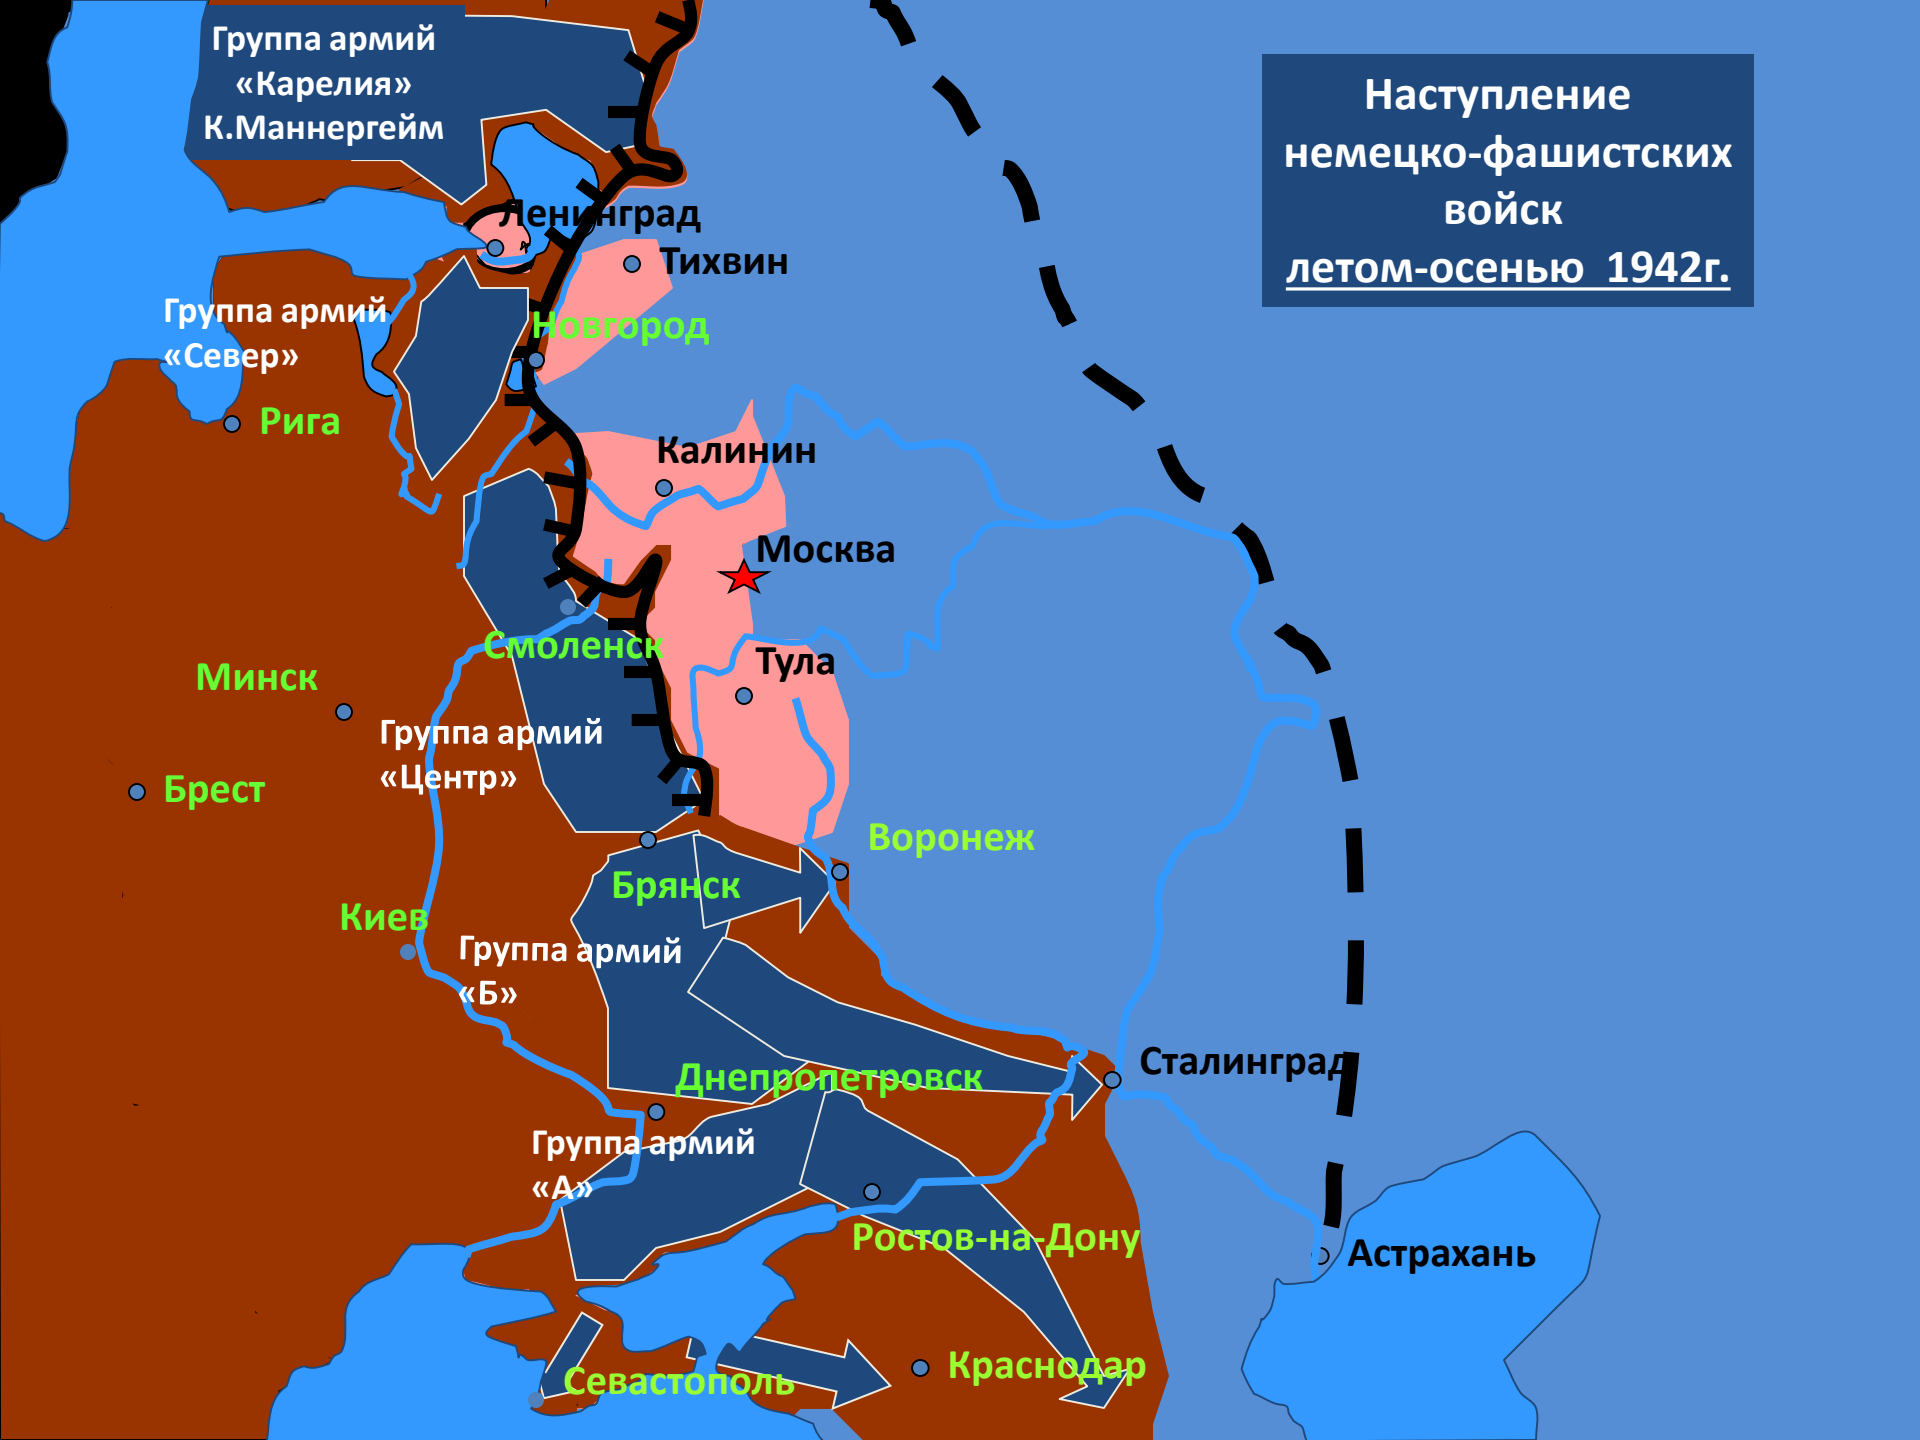 Группа армий
«Карелия»
К.Маннергейм
Наступление
немецко-фашистских
войск
летом-осенью 1942г.
Ленинград
Тихвин
Группа армий
«Север»
Новгород
Рига
Калинин
Москва
Смоленск
Тула
Минск
Группа армий
«Центр»
Брест
Воронеж
Брянск
Киев
Группа армий
«Б»
Сталинград
Днепропетровск
Группа армий
«А»
Ростов-на-Дону
Астрахань
Краснодар
Севастополь